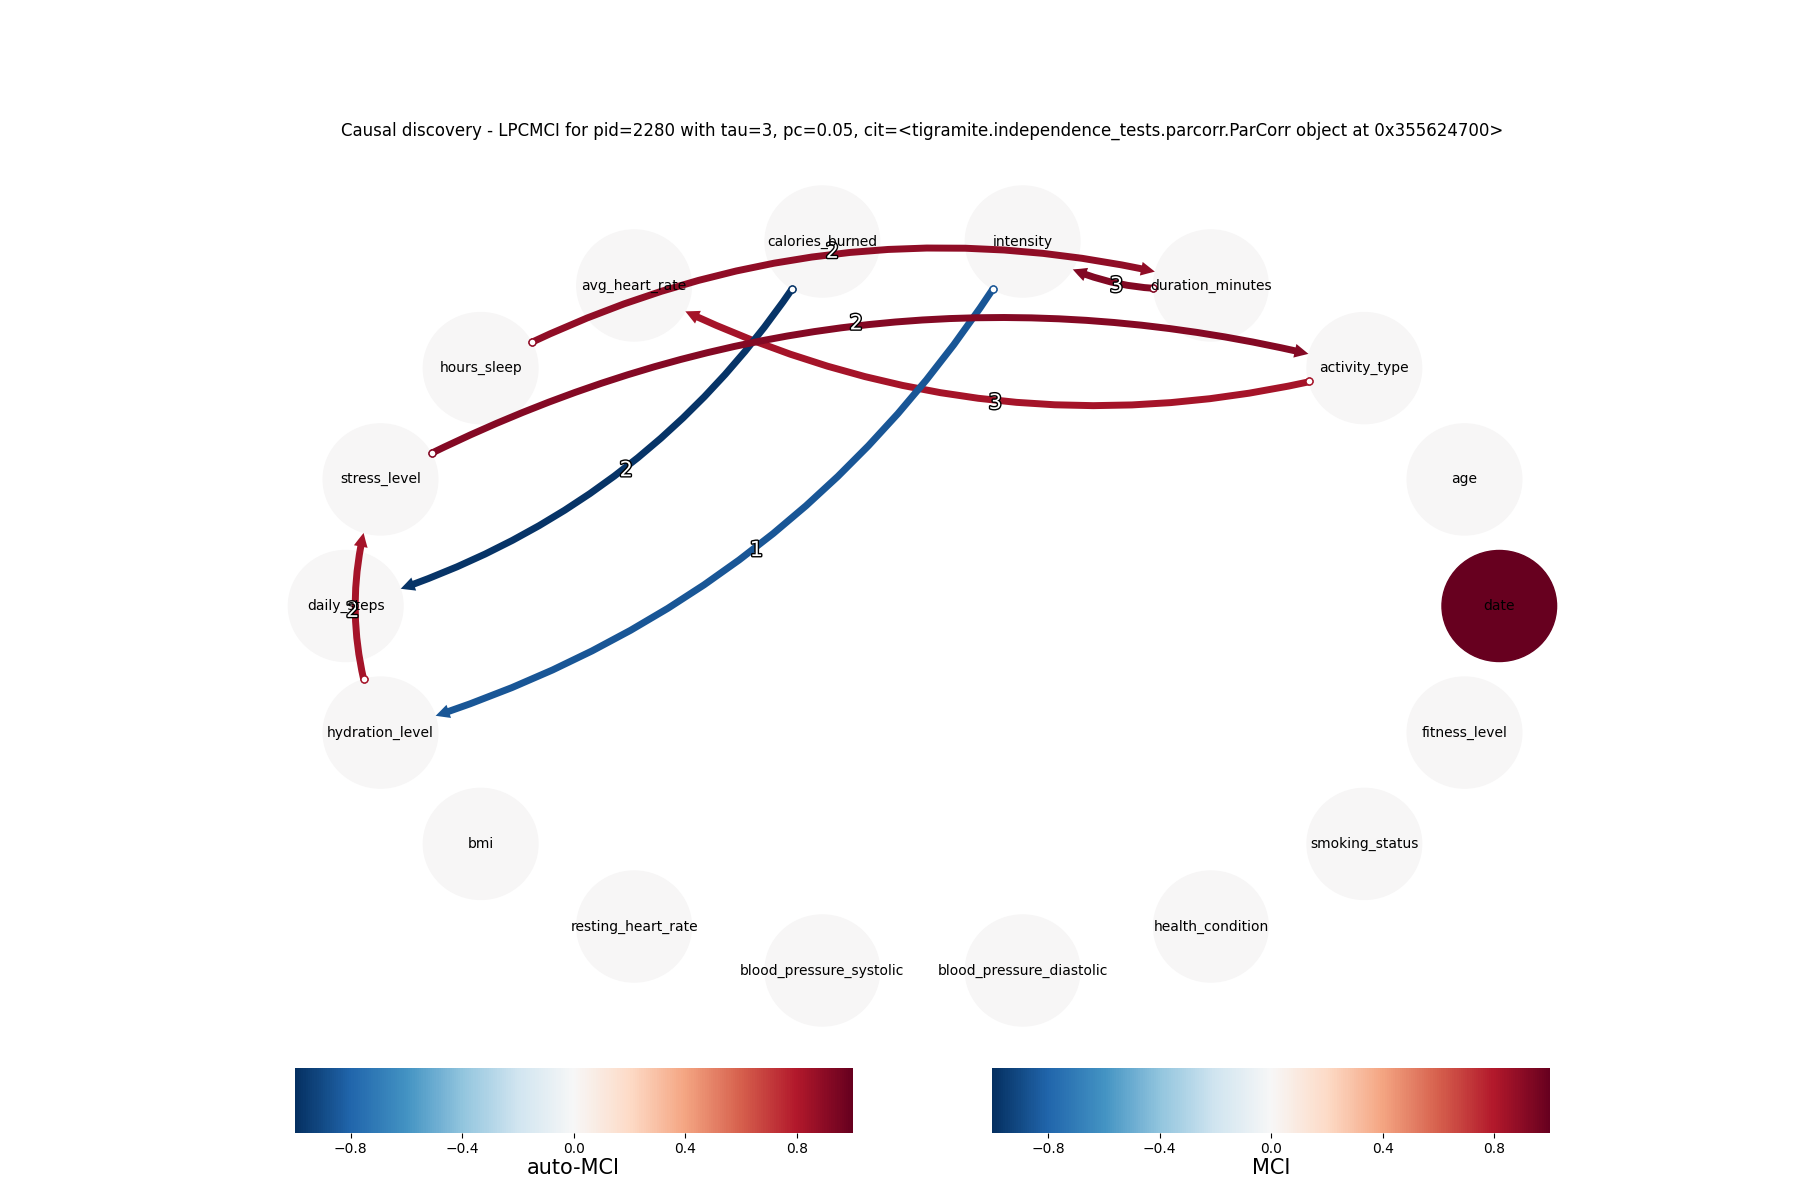 Causal discovery - LPCMCI for pid=2280 with tau=3, pc=0.05, cit=<tigramite.independence_tests.parcorr.ParCorr object at 0x355624700>
calories_burned
intensity
2
avg_heart_rate
3
duration_minutes
2
hours_sleep
activity_type
3
2
stress_level
age
1
daily_steps
2
date
hydration_level
fitness_level
bmi
smoking_status
resting_heart_rate
health_condition
blood_pressure_systolic
blood_pressure_diastolic
−0.8 −0.4 0.0 0.4 0.8
auto-MCI
−0.8 −0.4 0.0 0.4 0.8
MCI